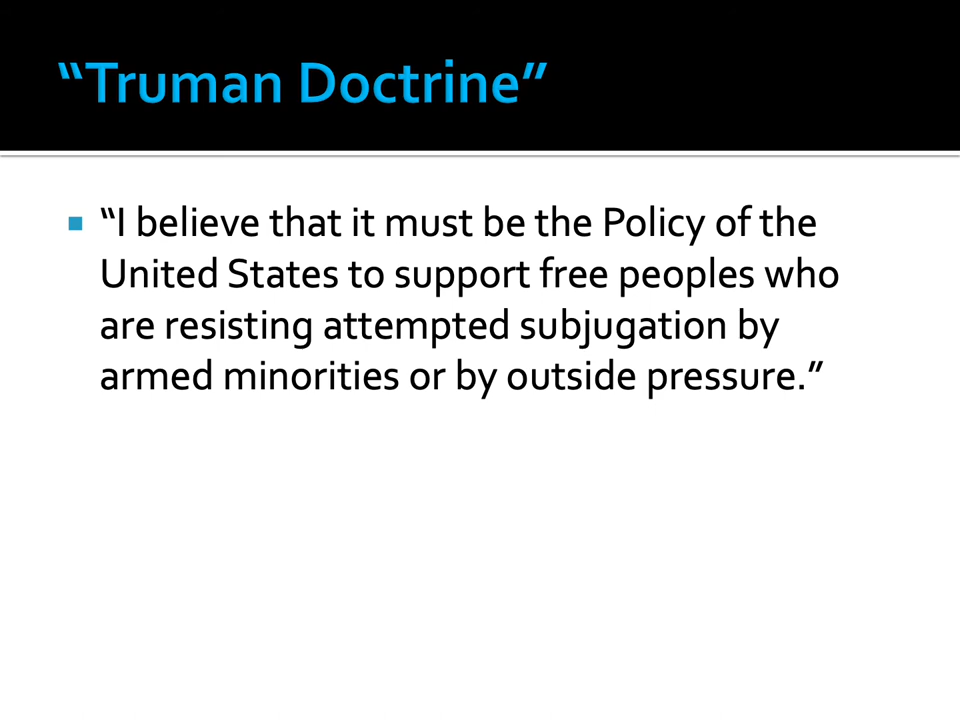 “Truman Doctrine”
“I believe that it must be the Policy of the
United States to support free peoples who
are resisting attempted subjugation by
armed minorities or by outside pressure.”